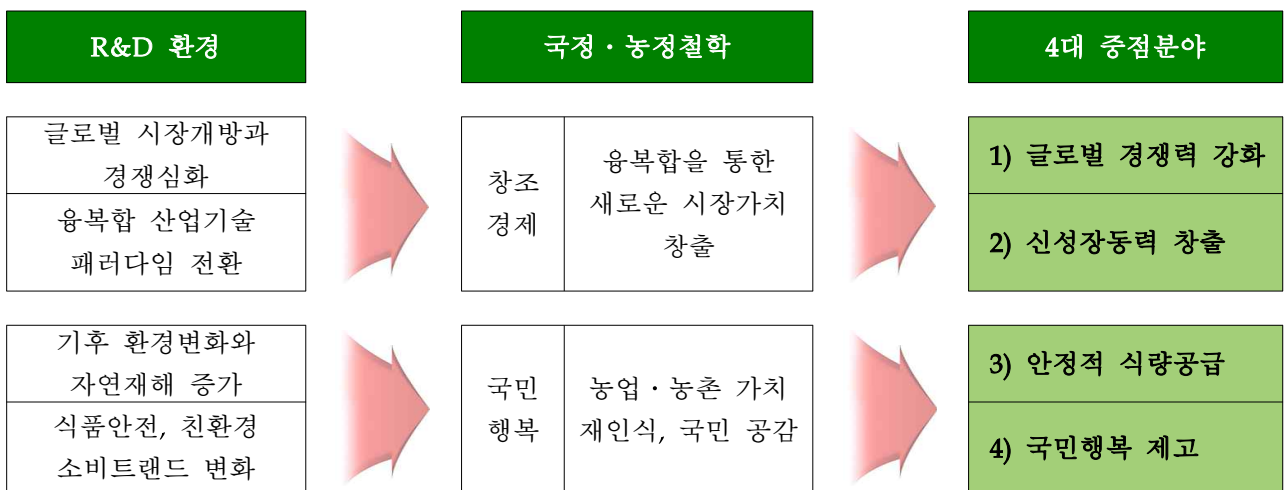 R&D 환경
국정·농정철학
4대 중점분야
글로벌 시장개방과
경쟁심화
융복합 산업기술
패러다임 전환
창조
경제
융복합을 통한
새로운 시장가치
창출
1) 글로벌 경쟁력 강화
2) 신성장동력 창출
기후 환경변화와
자연재해 증가
식품안전, 친환경
소비트랜드 변화
국민
행복
농업·농촌 가치
재인식, 국민 공감
3) 안정적 식량공급
4) 국민행복 제고